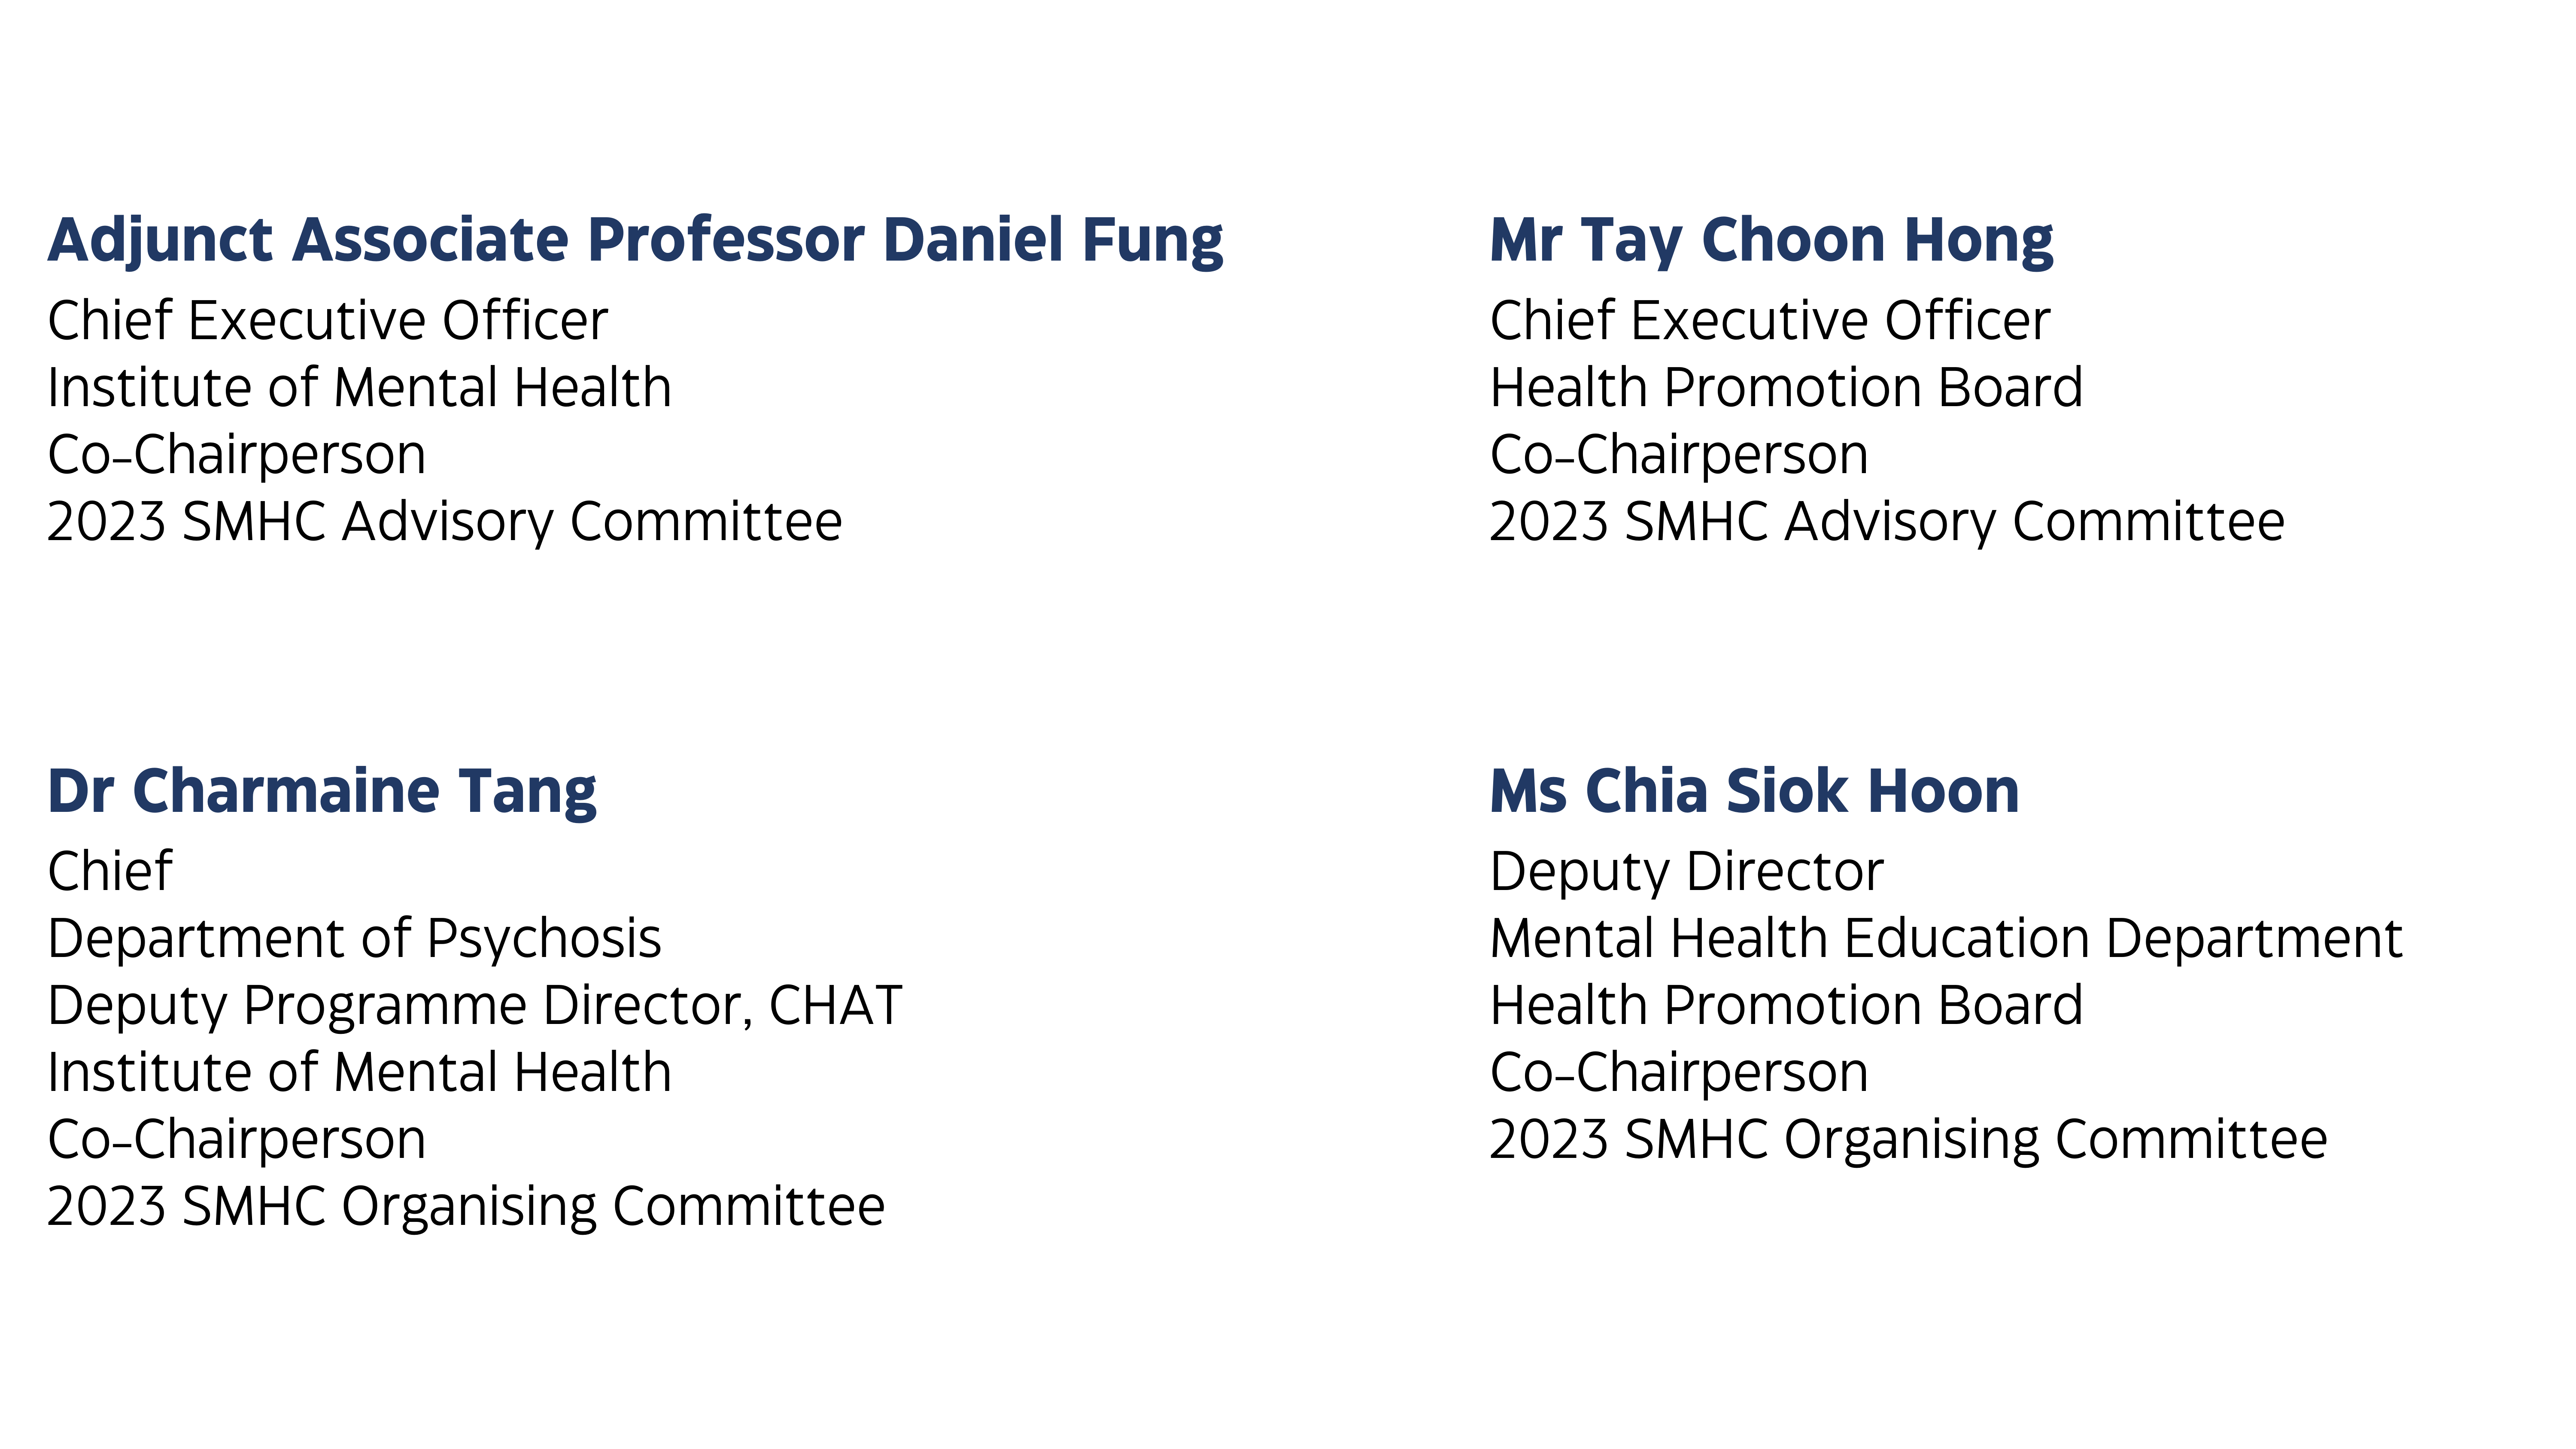 Adjunct Associate Professor Daniel Fung
Chief Executive Officer
Institute of Mental Health
Co-Chairperson
2023 SMHC Advisory Committee
Mr Tay Choon Hong
Chief Executive Officer
Health Promotion Board
Co-Chairperson
2023 SMHC Advisory Committee
Dr Charmaine Tang
Chief
Department of Psychosis
Deputy Programme Director, CHAT
Institute of Mental Health
Co-Chairperson
2023 SMHC Organising Committee
Ms Chia Siok Hoon
Deputy Director
Mental Health Education Department
Health Promotion Board
Co-Chairperson
2023 SMHC Organising Committee